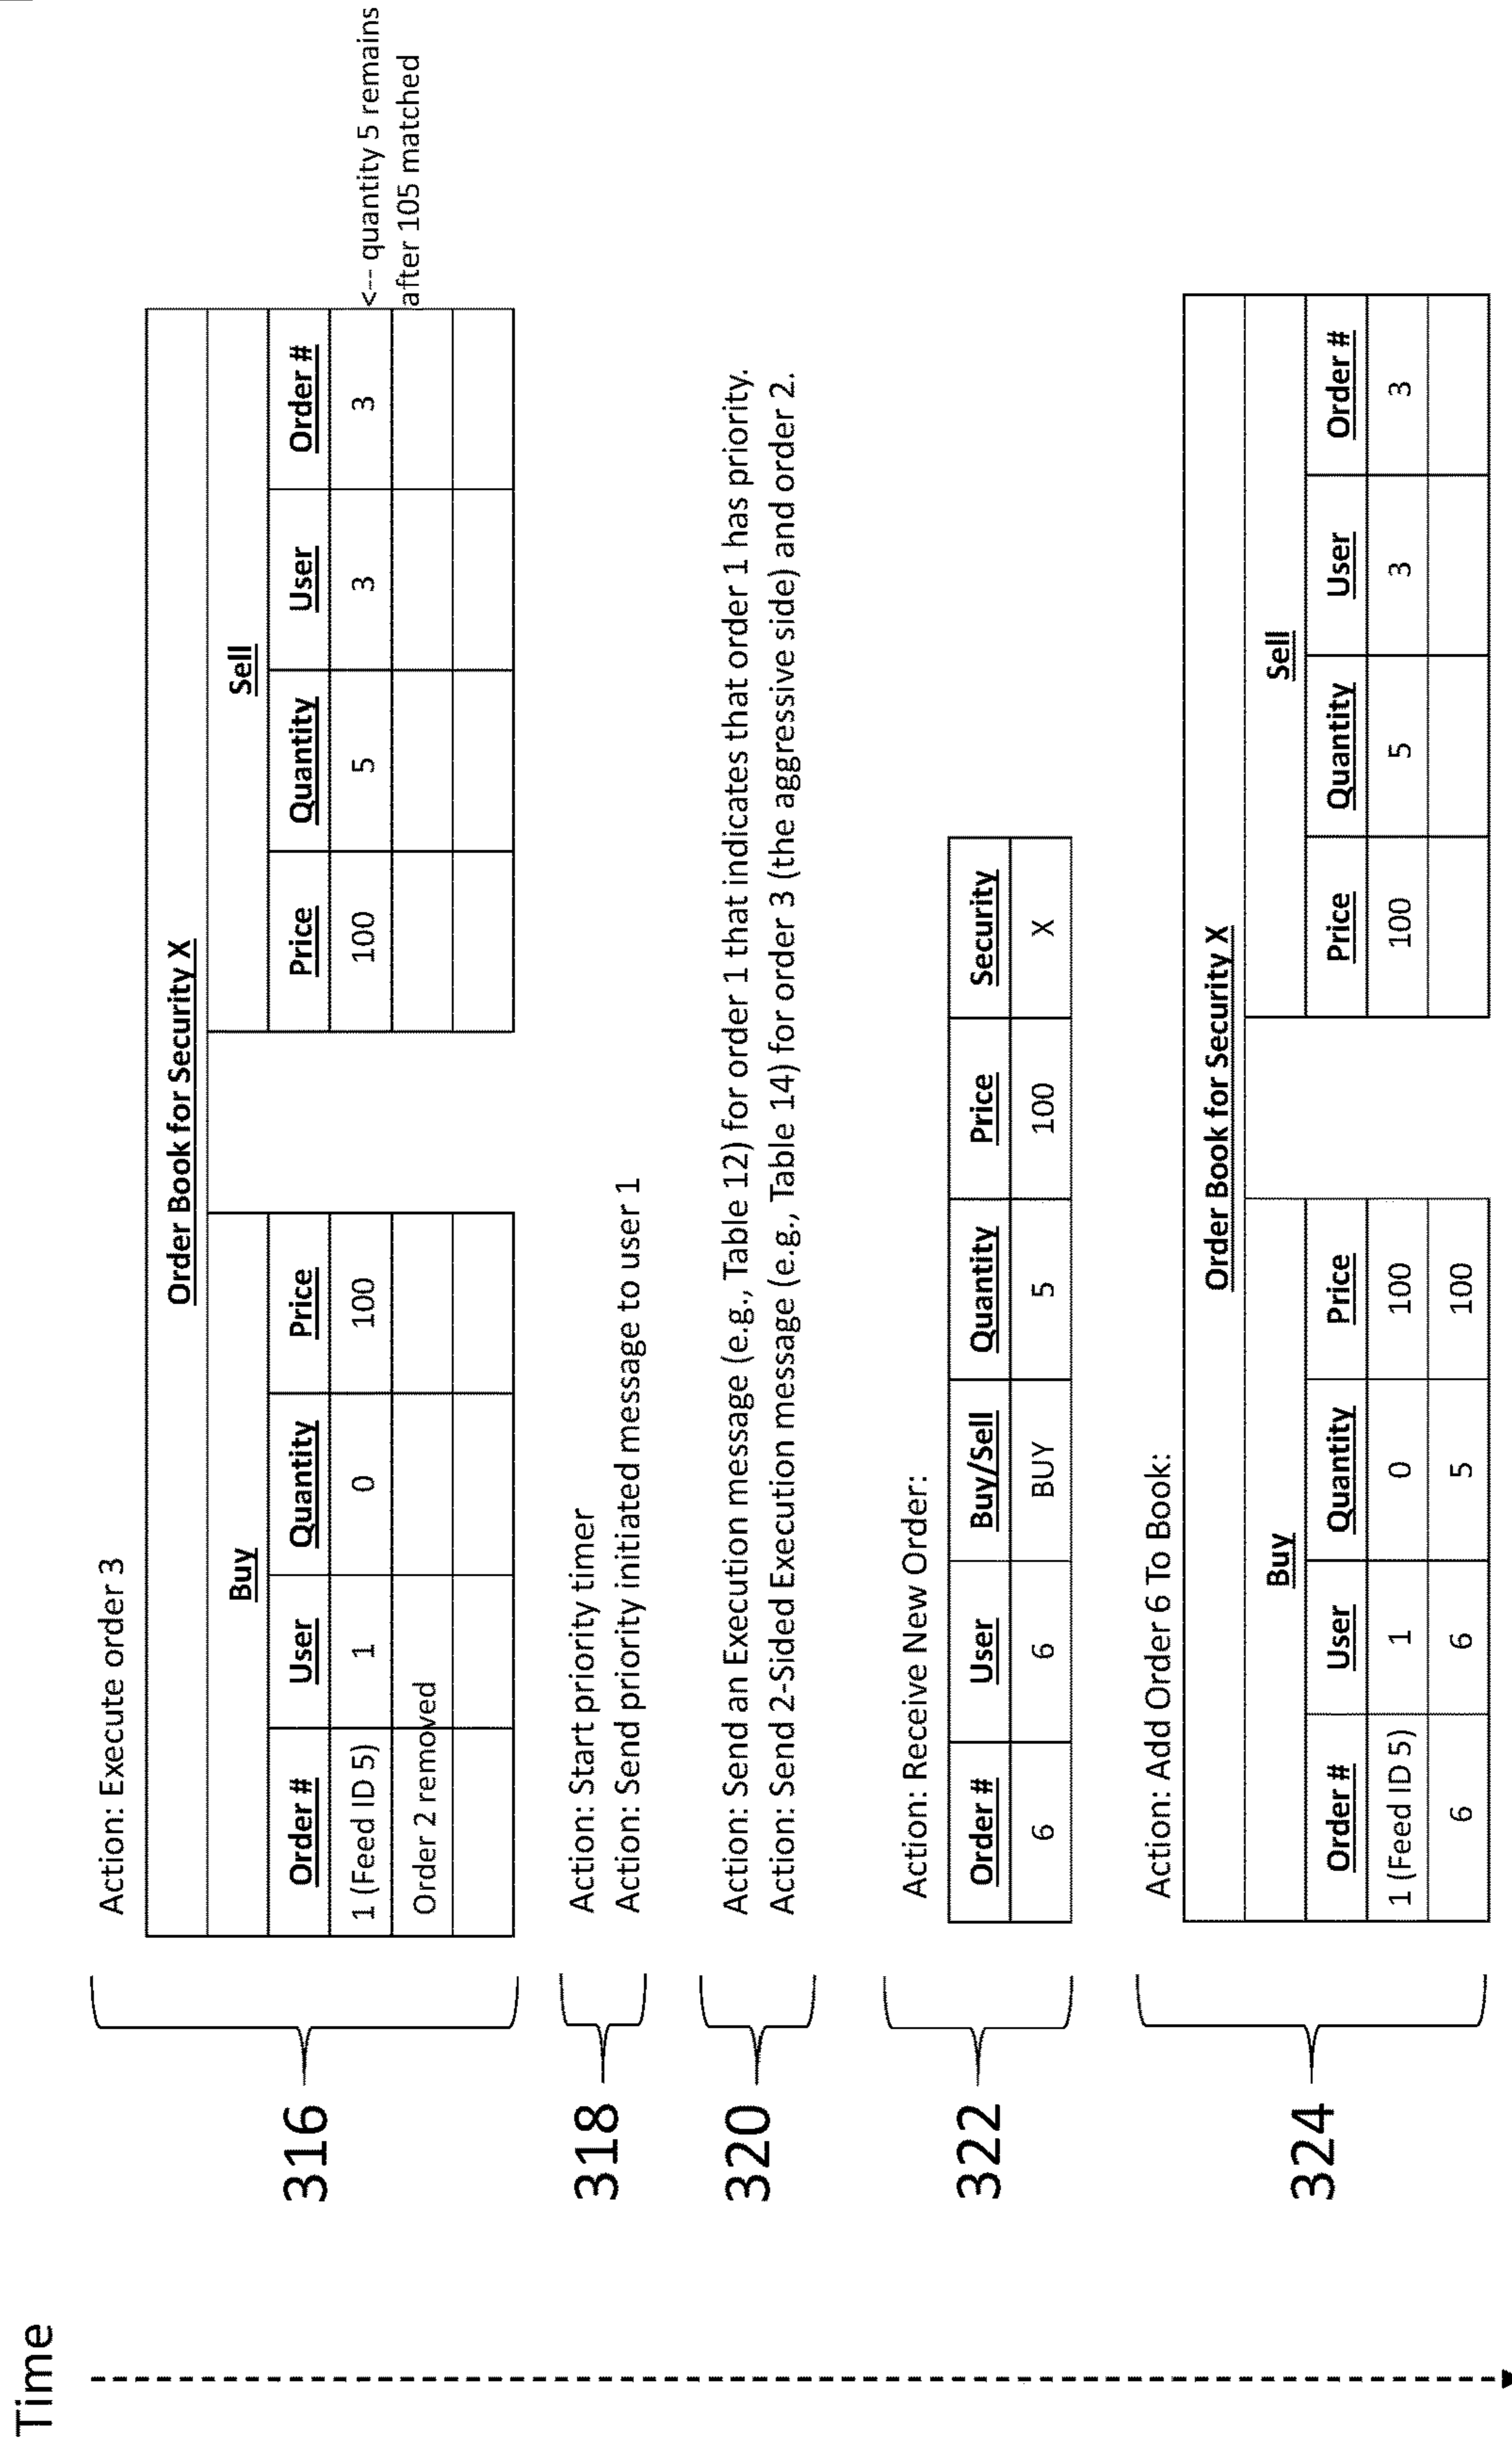 Time
316
Action: Execute order 3
Order Book for Security X
Buy Sell
Order # User Quantity Price Price Quantity User Order #
1 (Feed ID 5) 1 0 100 100 5 3 3 <--- quantity 5 remains
Order 2 removed after 105 matched
318
Action: Start priority timer
Action: Send priority initiated message to user 1
320
Action: Send an Execution message (e.g., Table 12) for order 1 that indicates that order 1 has priority.
Action: Send 2-Sided Execution message (e.g., Table 14) for order 3 (the aggressive side) and order 2.
322
Action: Receive New Order:
Order # User Buy/Sell Quantity Price Security
6 6 BUY 5 100 X
324
Action: Add Order 6 To Book:
Order Book for Security X
Buy Sell
Order # User Quantity Price Price Quantity User Order #
1 (Feed ID 5) 1 0 100 100 5 3 3
6 6 5 100